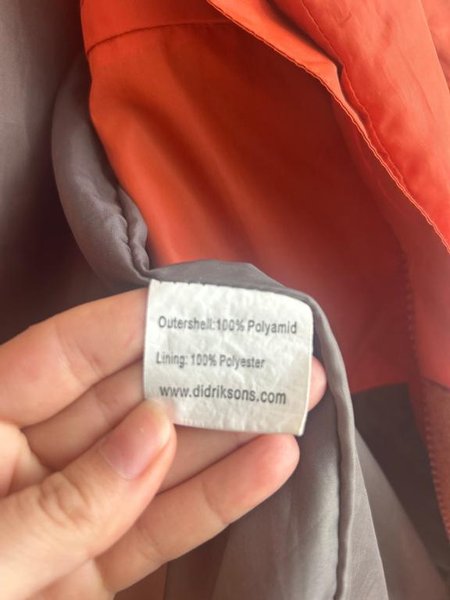 Outershell:100% Polyamid
Lining: 100% Polyester
www.didriksons.com